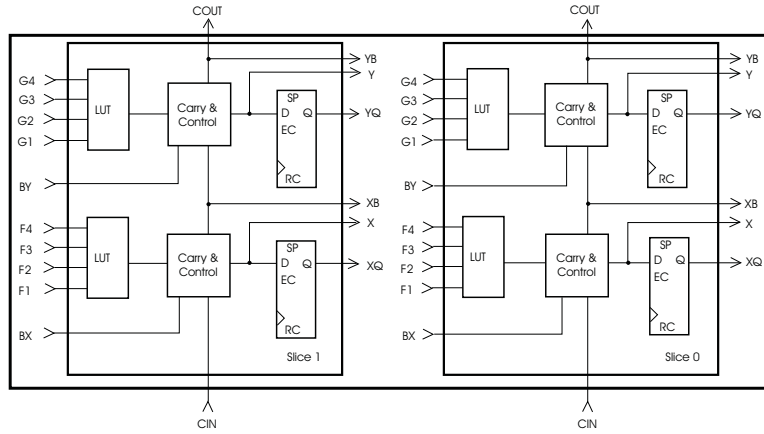 COUT
COUT
YB
Y
G4
G3
G2
G1
LUT
Carry &
Control
SP
D Q
EC
RC
YQ
BY
XB
X
F4
F3
F2
F1
LUT
Carry &
Control
SP
D Q
EC
RC
XQ
BX
Slice 1
CIN
YB
Y
G4
G3
G2
G1
LUT
Carry &
Control
SP
D Q
EC
RC
YQ
BY
XB
X
F4
F3
F2
F1
LUT
Carry &
Control
SP
D Q
EC
RC
XQ
BX
Slice 0
CIN